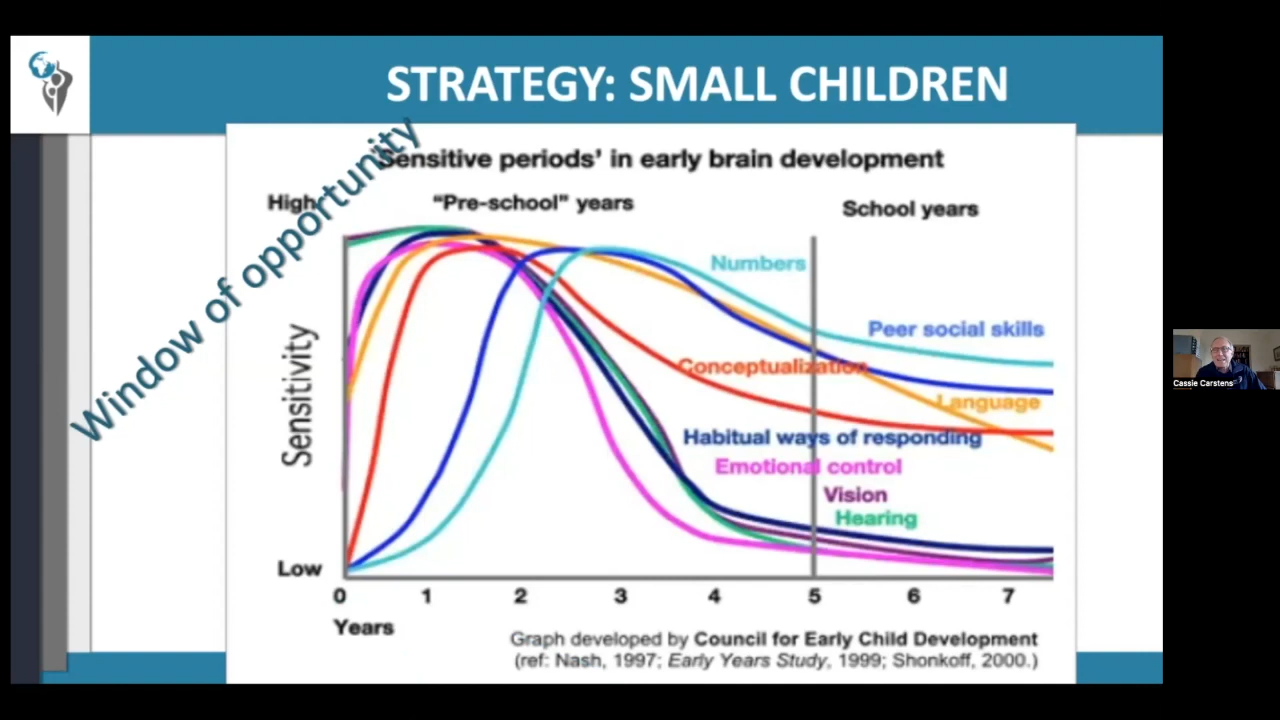 STRATEGY: SMALL CHILDREN
Window of opportunity
Sensitive periods' in early brain development
High
"Pre-school" years
School years
Sensitivity
Numbers
Peer social skills
Conceptualization
Language
Habitual ways of responding
Emotional control
Vision
Hearing
Low
0 1 2 3 4 5 6 7
Years
Graph developed by Council for Early Child Development
(ref: Nash, 1997; Early Years Study, 1999; Shonkoff, 2000.)
Cassie Carstens